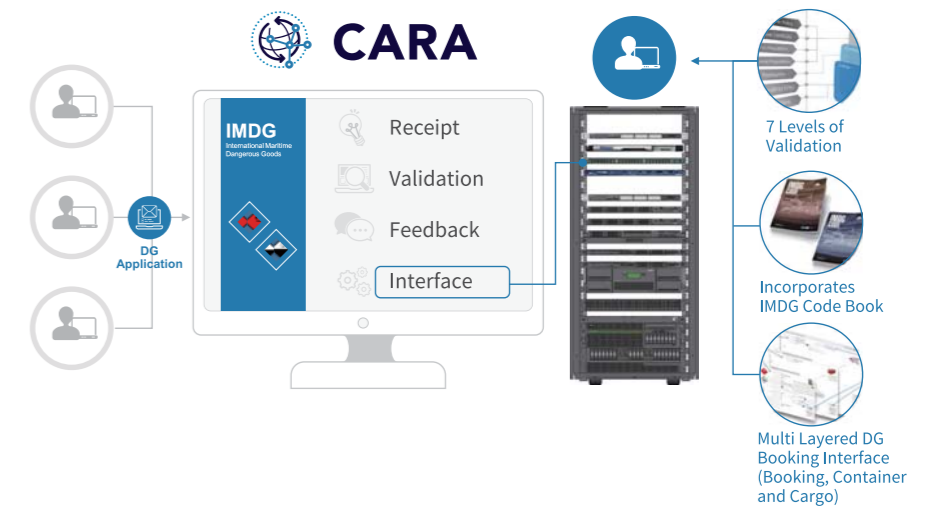 CARA
IMDG
International Maritime
Dangerous Goods
Receipt
Validation
Feedback
Interface
DG
Application
7 Levels of
Validation
Incorporates
IMDG Code Book
Multi Layered DG
Booking Interface
(Booking, Container
and Cargo)